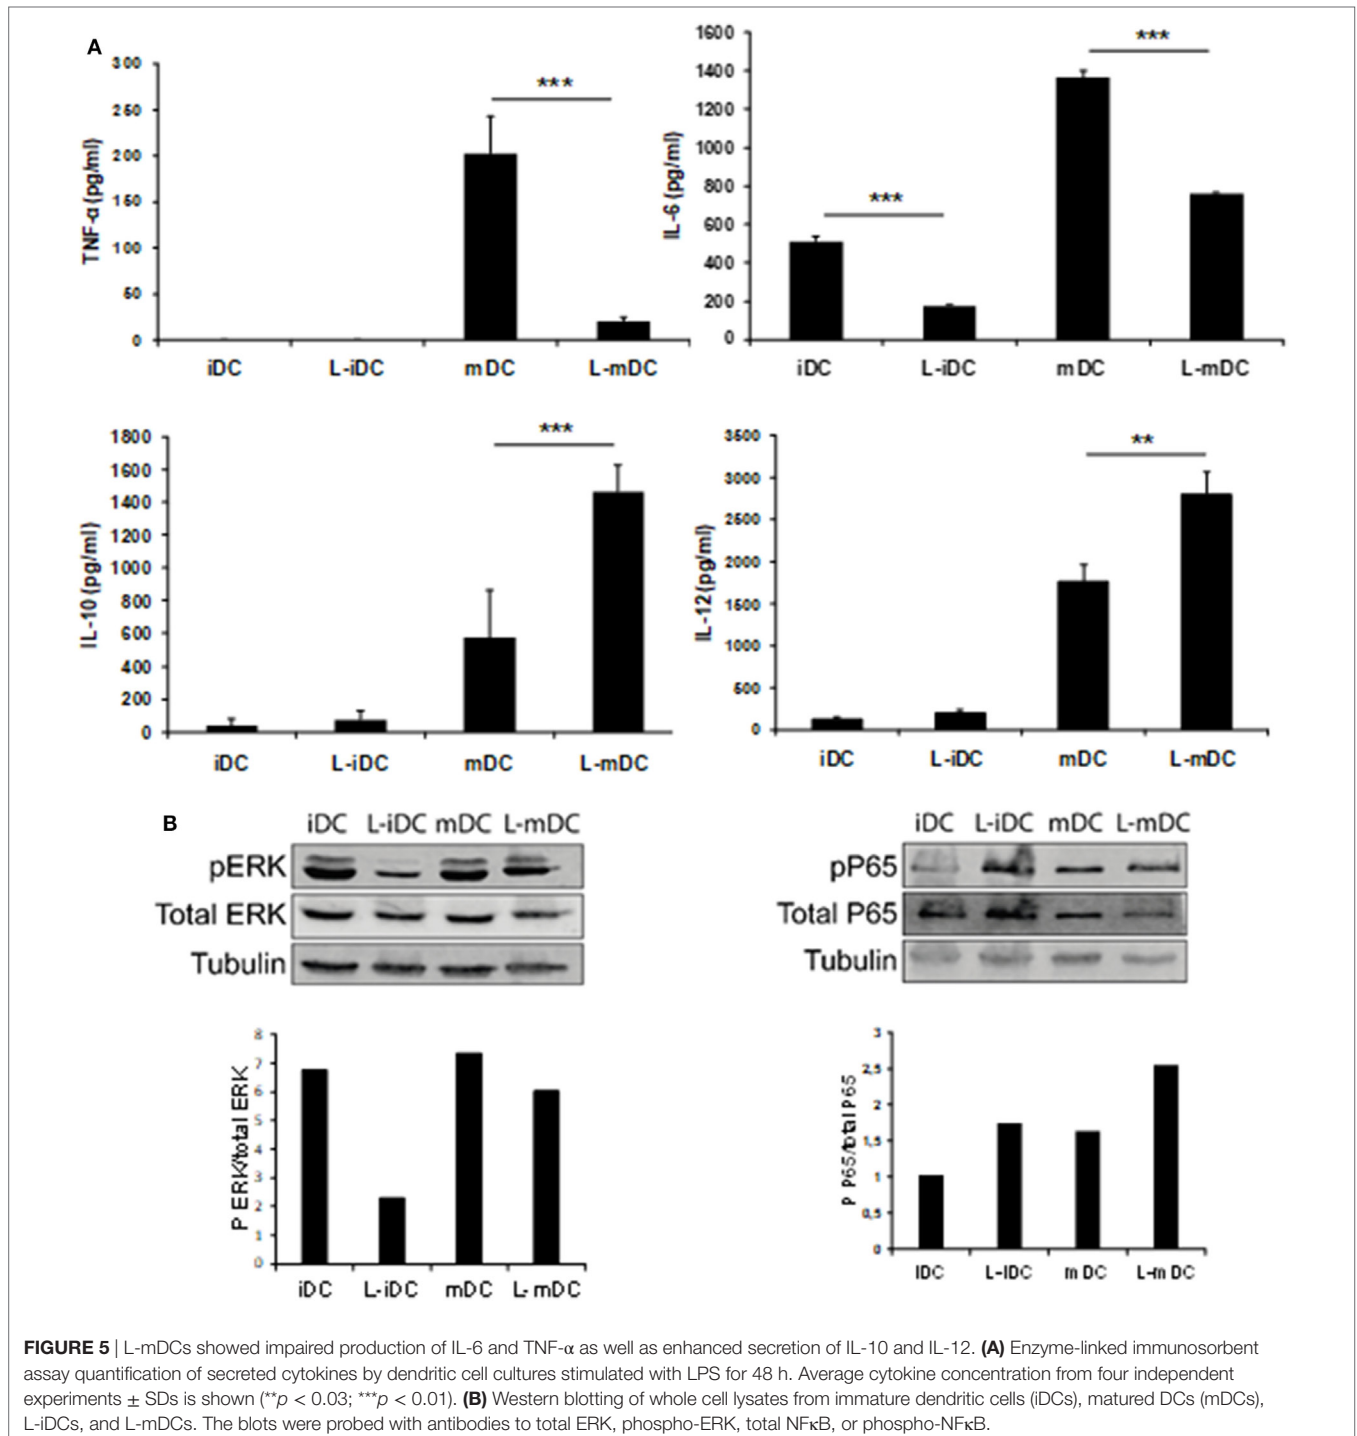 A
300
250
200
150
100
50
0
TNF-α (pg/ml)
***
iDC L-iDC mDC L-mDC
1600
1400
1200
1000
800
600
400
200
0
IL-6 (pg/ml)
***
***
iDC L-iDC mDC L-mDC
1800
1600
1400
1200
1000
800
600
400
200
0
IL-10 (pg/ml)
***
iDC L-iDC mDC L-mDC
3500
3000
2500
2000
1500
1000
500
0
IL-12 (pg/ml)
**
iDC L-iDC mDC L-mDC
B
iDC L-iDC mDC L-mDC
pERK
Total ERK
Tubulin
8
7
6
5
4
3
2
1
0
P ERK/total ERK
iDC L-iDC mDC L-mDC
iDC L-iDC mDC L-mDC
pP65
Total P65
Tubulin
3
2,5
2
1,5
1
0,5
0
P P65/total P65
IDC L-IDC mDC L-mDC
FIGURE 5 | L-mDCs showed impaired production of IL-6 and TNF-α as well as enhanced secretion of IL-10 and IL-12. (A) Enzyme-linked immunosorbent
assay quantification of secreted cytokines by dendritic cell cultures stimulated with LPS for 48 h. Average cytokine concentration from four independent
experiments ± SDs is shown (**p < 0.03; ***p < 0.01). (B) Western blotting of whole cell lysates from immature dendritic cells (iDCs), matured DCs (mDCs),
L-iDCs, and L-mDCs. The blots were probed with antibodies to total ERK, phospho-ERK, total NFκB, or phospho-NFκB.